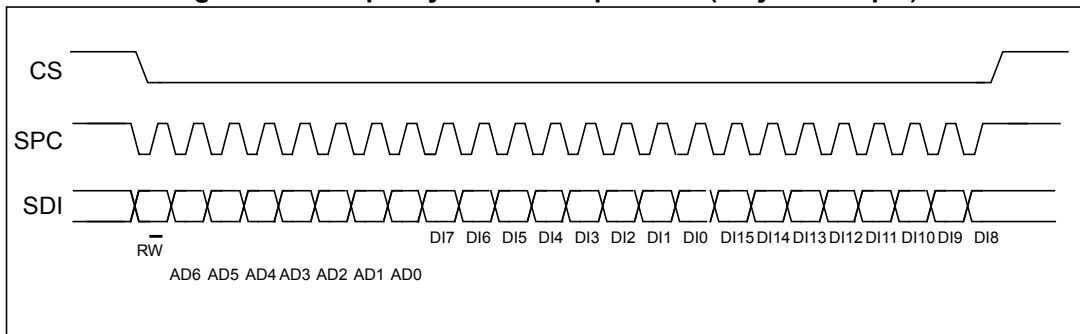 CS
SPC
SDI
RW
DI7 DI6 DI5 DI4 DI3 DI2 DI1 DI0 DI15 DI14 DI13 DI12 DI11 DI10 DI9 DI8
AD6 AD5 AD4 AD3 AD2 AD1 AD0